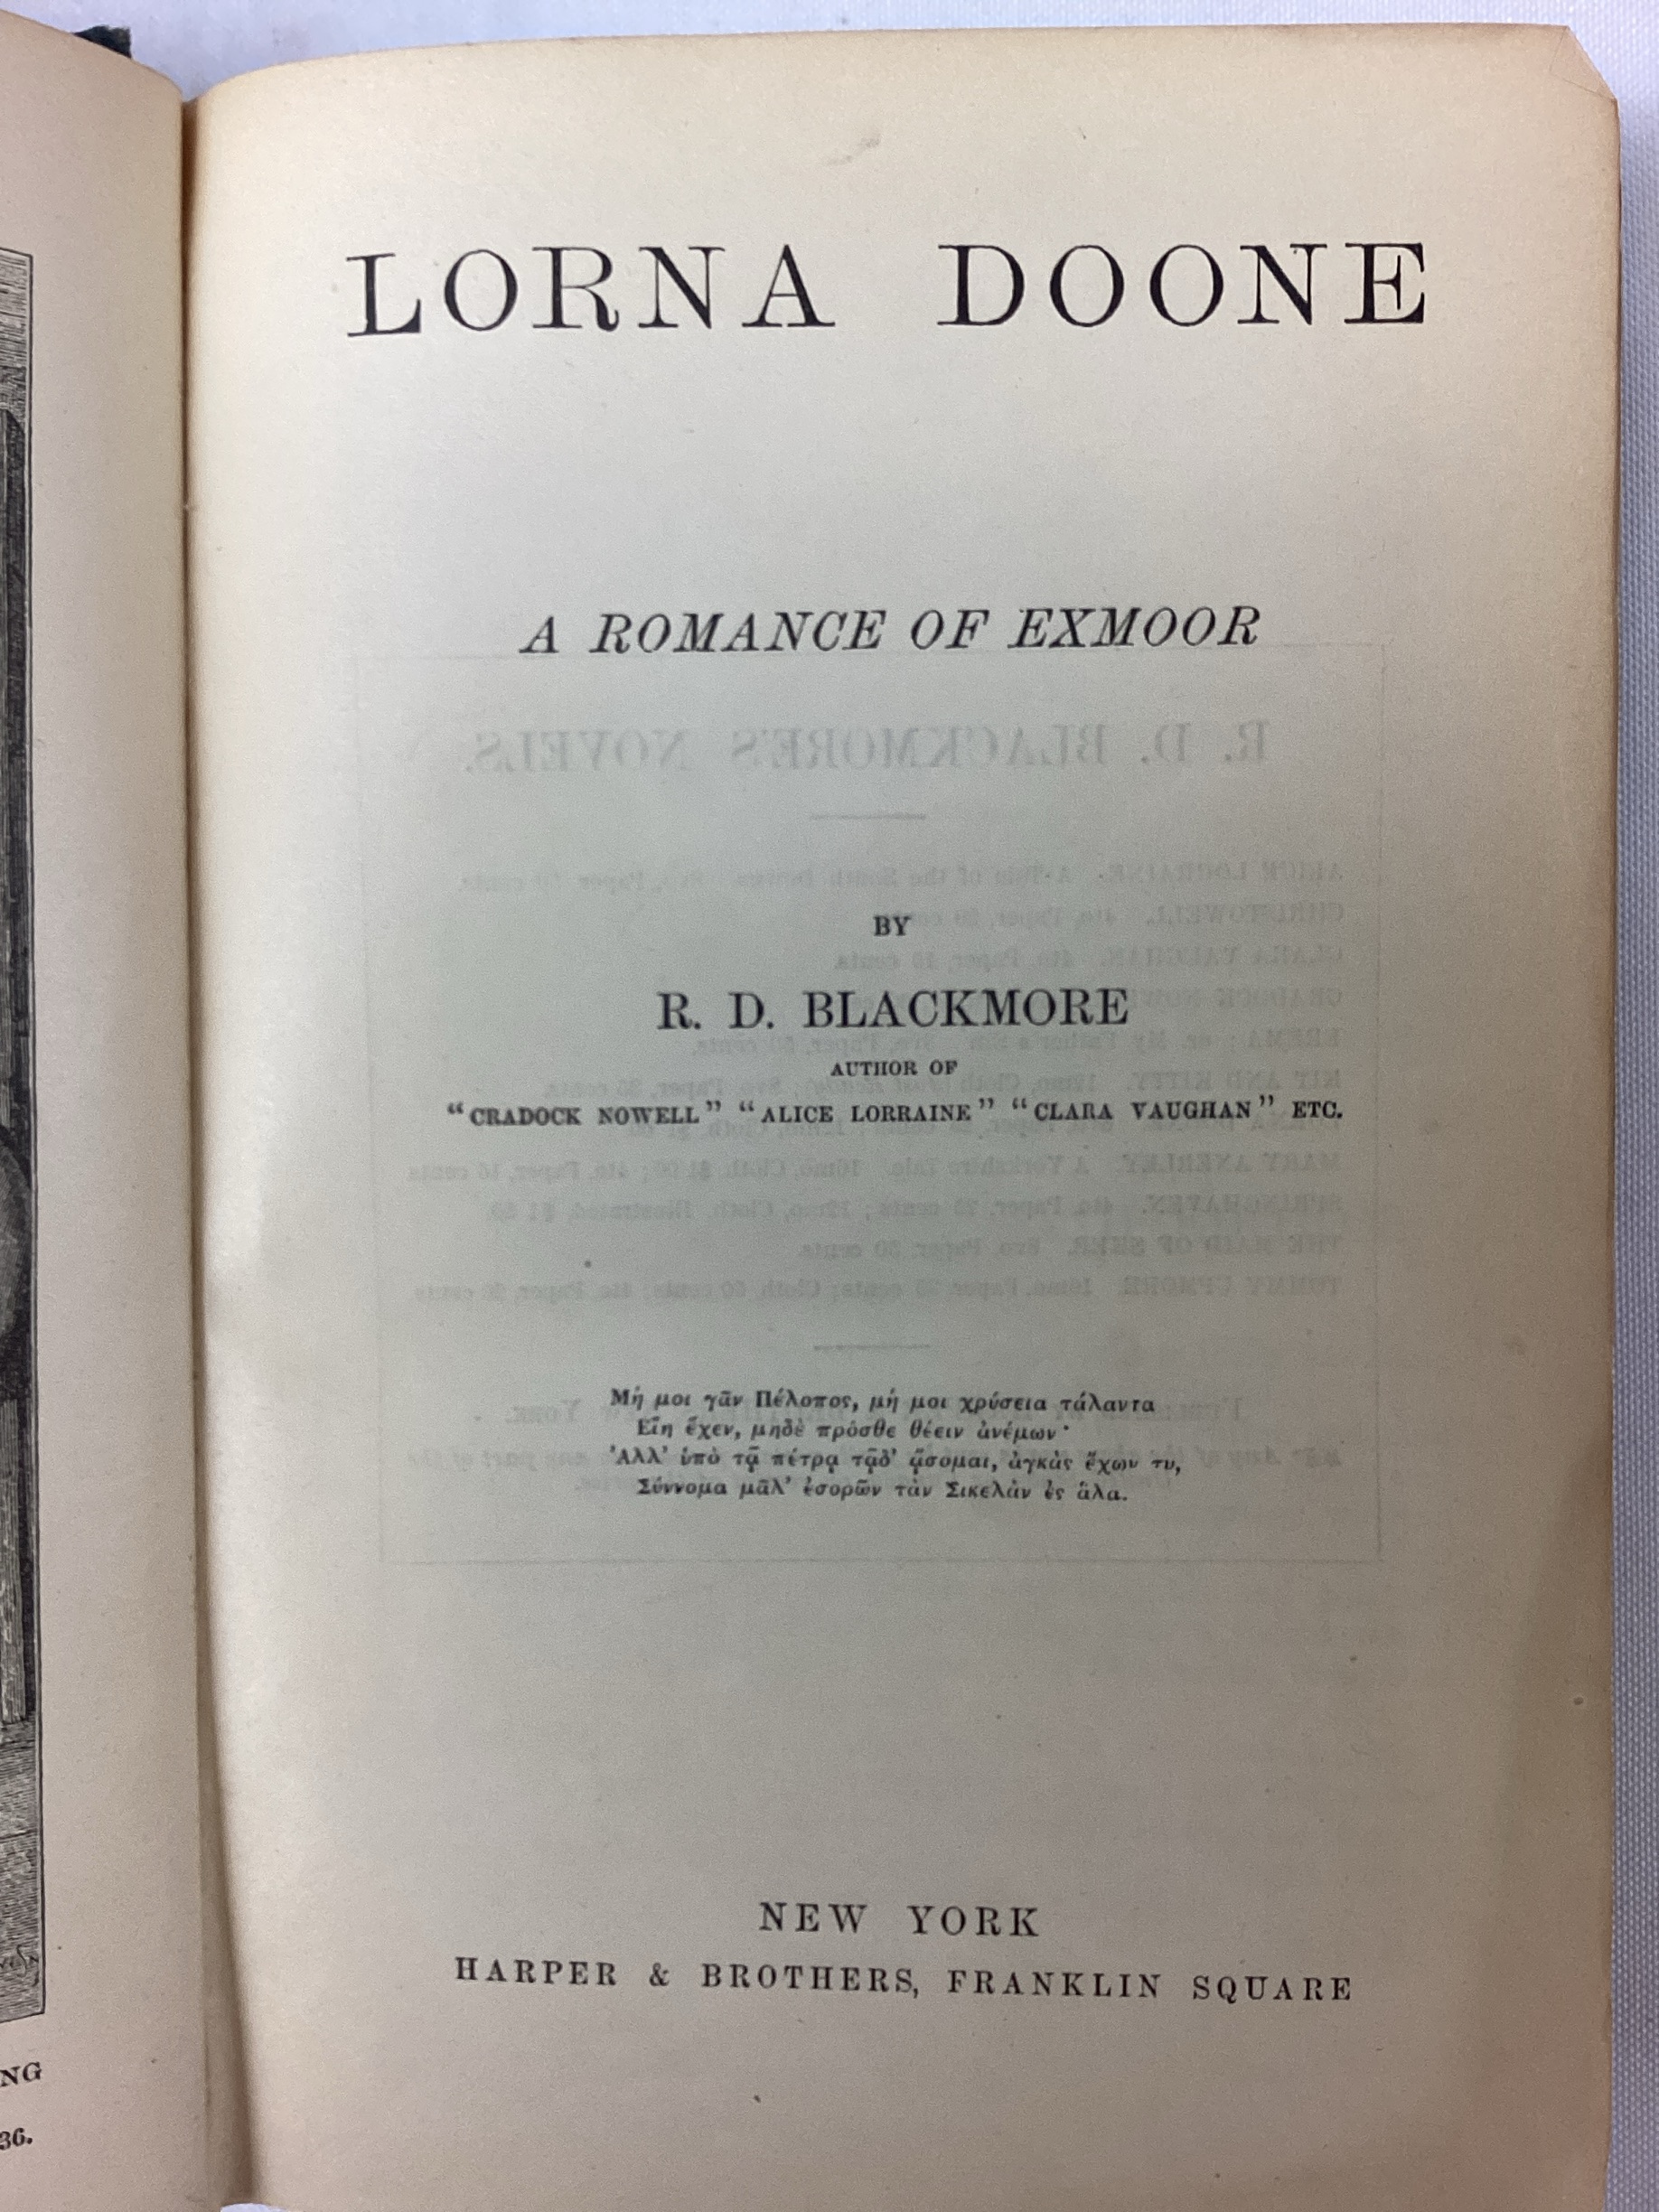 LORNA DOONE
A ROMANCE OF EXMOOR
BY
R. D. BLACKMORE
AUTHOR OF
“CRADOCK NOWELL” “ALICE LORRAINE” “CLARA VAUGHAN” ETC.
Μή μοι γᾶν Πέλοπος, μή μοι χρύσεια τάλαντα
Εἴη ἔχεν, μηδὲ πρόσθε θέειν ἀνέμων·
Ἀλλ’ ὑπὸ τᾷ πέτρᾳ τᾷδ’ ᾄσομαι, ἀγκὰς ἔχων τυ,
Σύννομα μᾶλ’ ἐσορῶν τὰν Σικελὰν ἐς ἅλα.
NEW YORK
HARPER & BROTHERS, FRANKLIN SQUARE
NG
36.